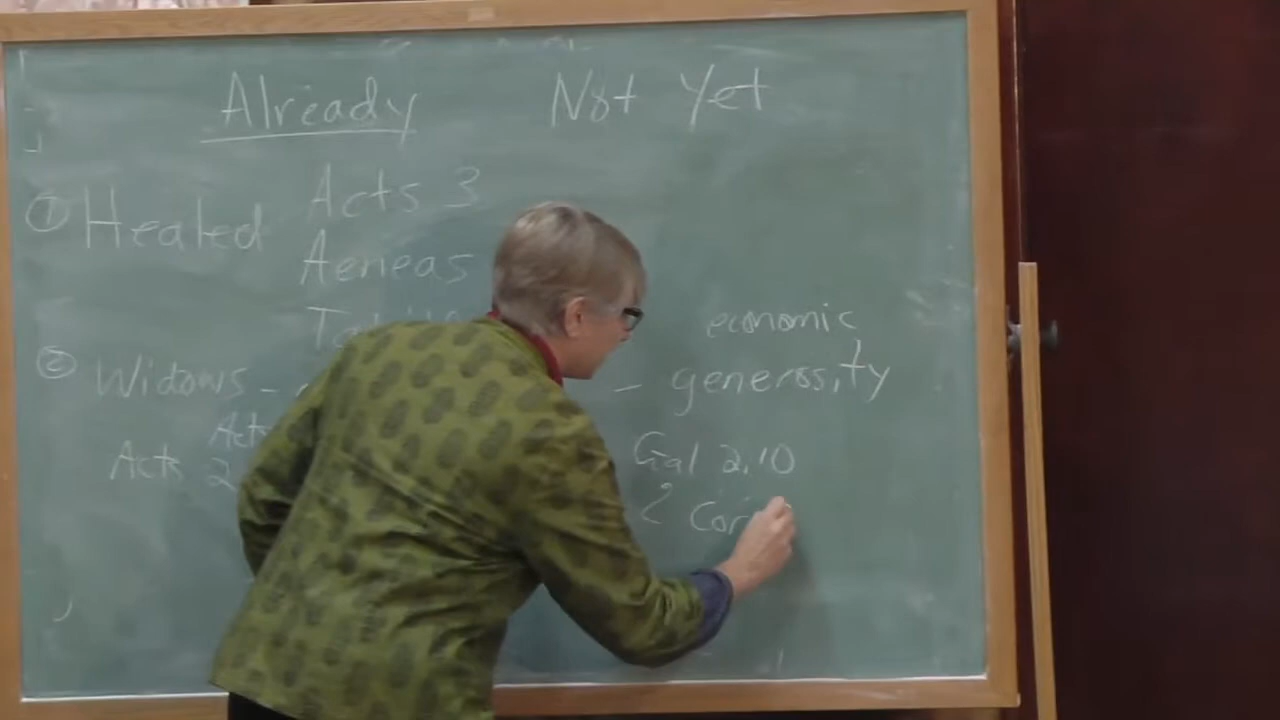 Already Not Yet
① Healed Acts 3
Aeneas
economic
② Widows - - generosity
Acts
Acts 2 Gal 2.10
2 Cor